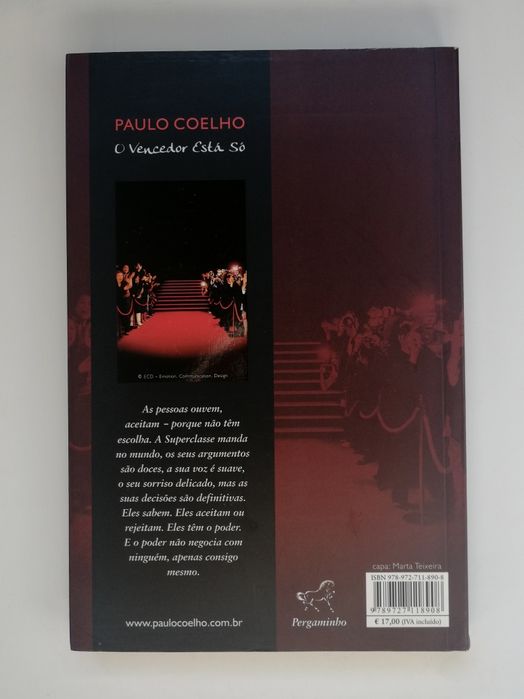 PAULO COELHO
O Vencedor Está Só
© ECD - Emotion, Communication, Design
As pessoas ouvem,
aceitam – porque não têm
escolha. A Superclasse manda
no mundo, os seus argumentos
são doces, a sua voz é suave,
o seu sorriso delicado, mas as
suas decisões são definitivas.
Eles sabem. Eles aceitam ou
rejeitam. Eles têm o poder.
E o poder não negocia com
ninguém, apenas consigo
mesmo.
www.paulocoelho.com.br
Pergaminho
capa: Marta Teixeira
ISBN 978-972-711-890-8
9 789727 118908
€ 17,00 (IVA incluído)